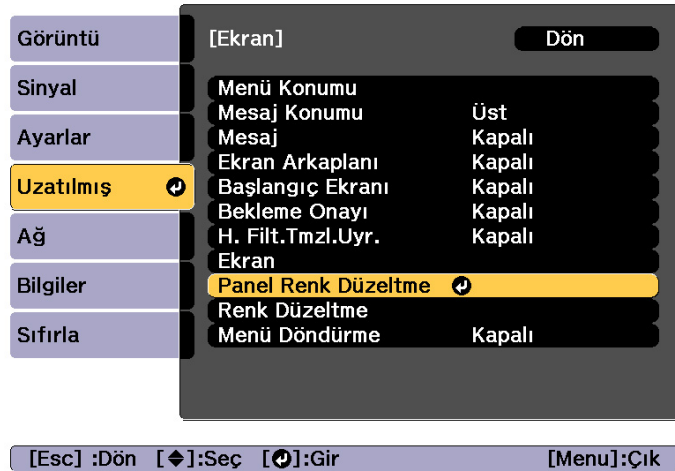 Görüntü
Sinyal
Ayarlar
Uzatılmış
Ağ
Bilgiler
Sıfırla
[Ekran] Dön
Menü Konumu
Mesaj Konumu Üst
Mesaj Kapalı
Ekran Arkaplanı Kapalı
Başlangıç Ekranı Kapalı
Bekleme Onayı Kapalı
H. Filt.Tmzl.Uyr. Kapalı
Ekran
Panel Renk Düzeltme
Renk Düzeltme
Menü Döndürme Kapalı
[Esc] :Dön [◆]:Seç [↵]:Gir [Menu]:Çık